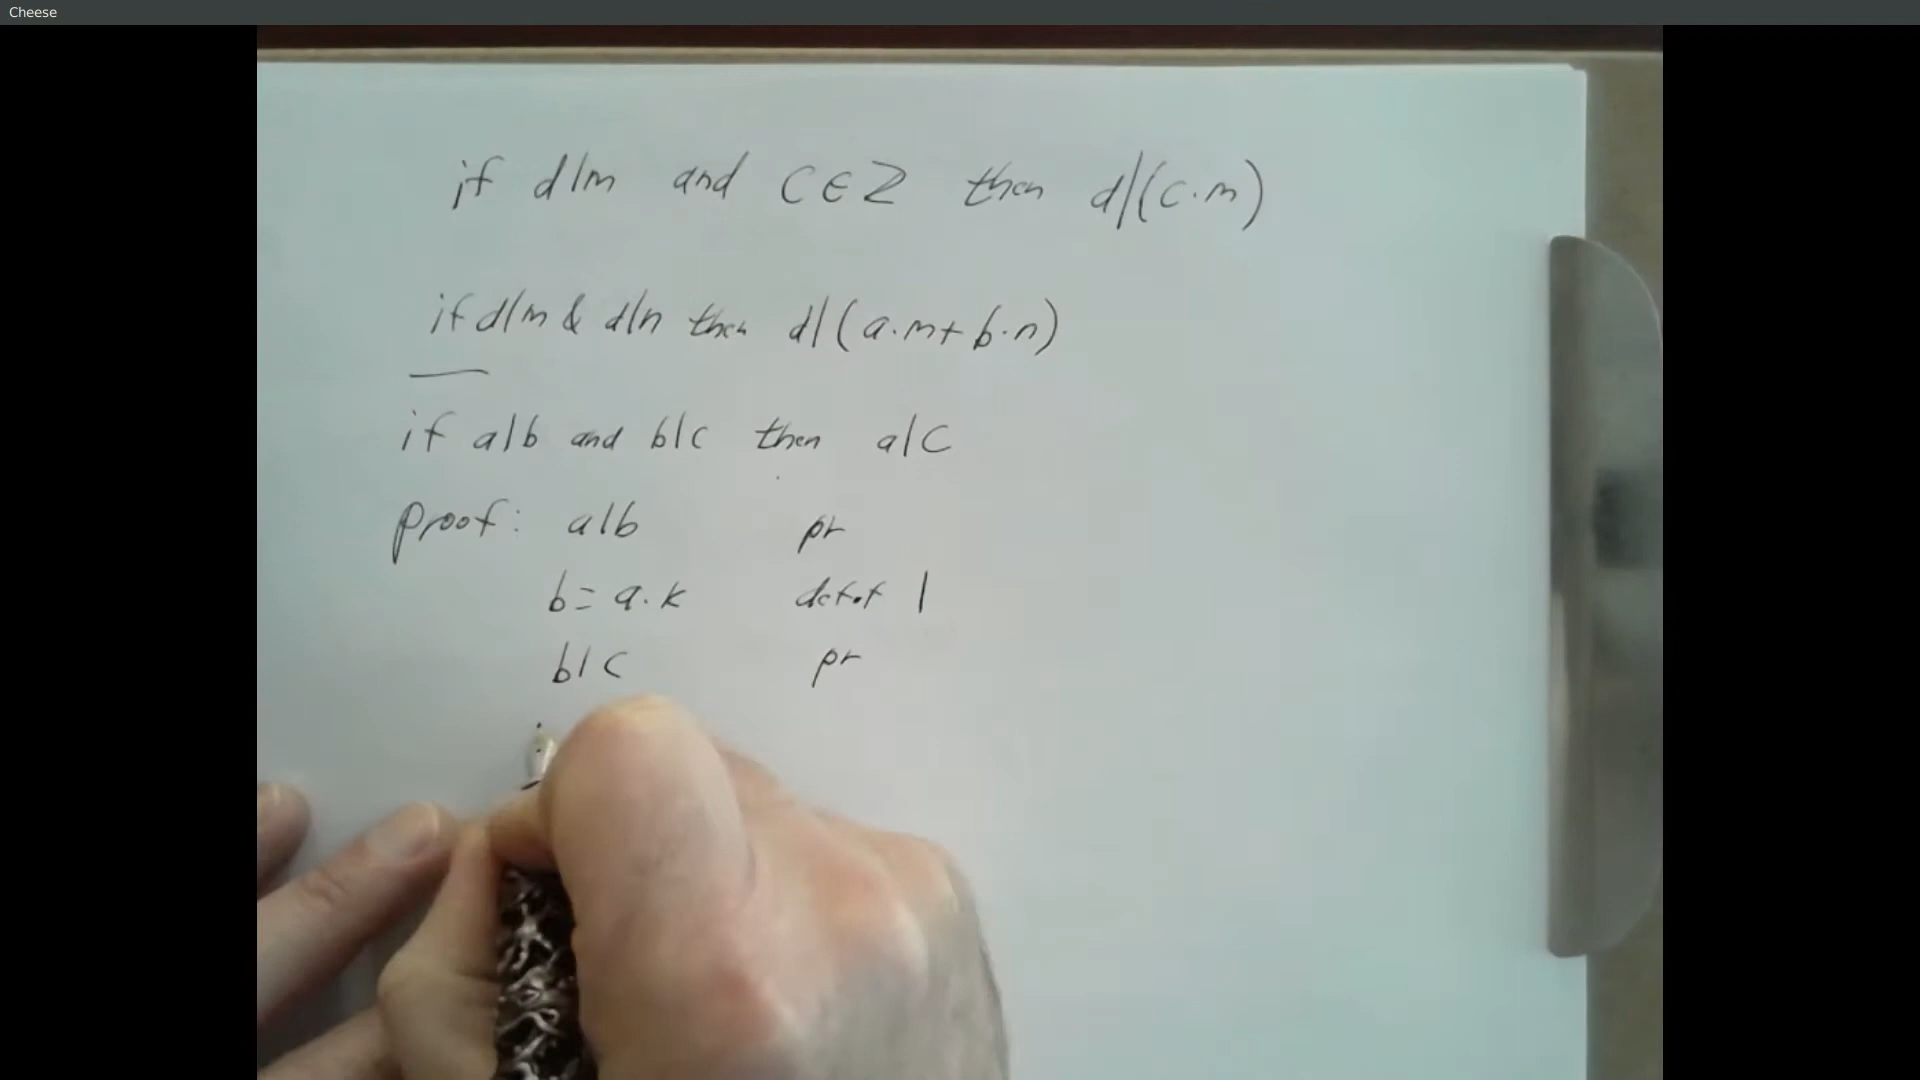 Cheese
if d|m and C ∈ Z then d|(c·m)
if d|m & d|n then d|(a·m+b·n)
if a|b and b|c then a|c
proof: a|b pr
b = a·k def of |
b|c pr